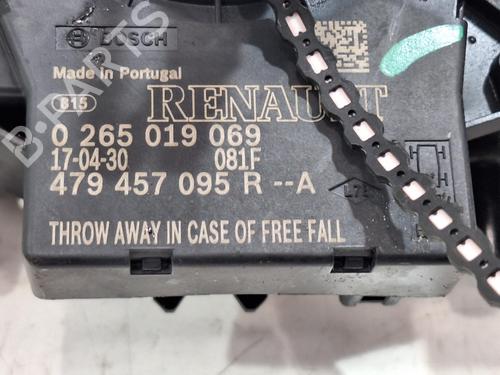 BOSCH
Made in Portugal
B15
RENAULT
0 265 019 069
17-04-30 081F
479 457 095 R --A
THROW AWAY IN CASE OF FREE FALL
B-PARTS